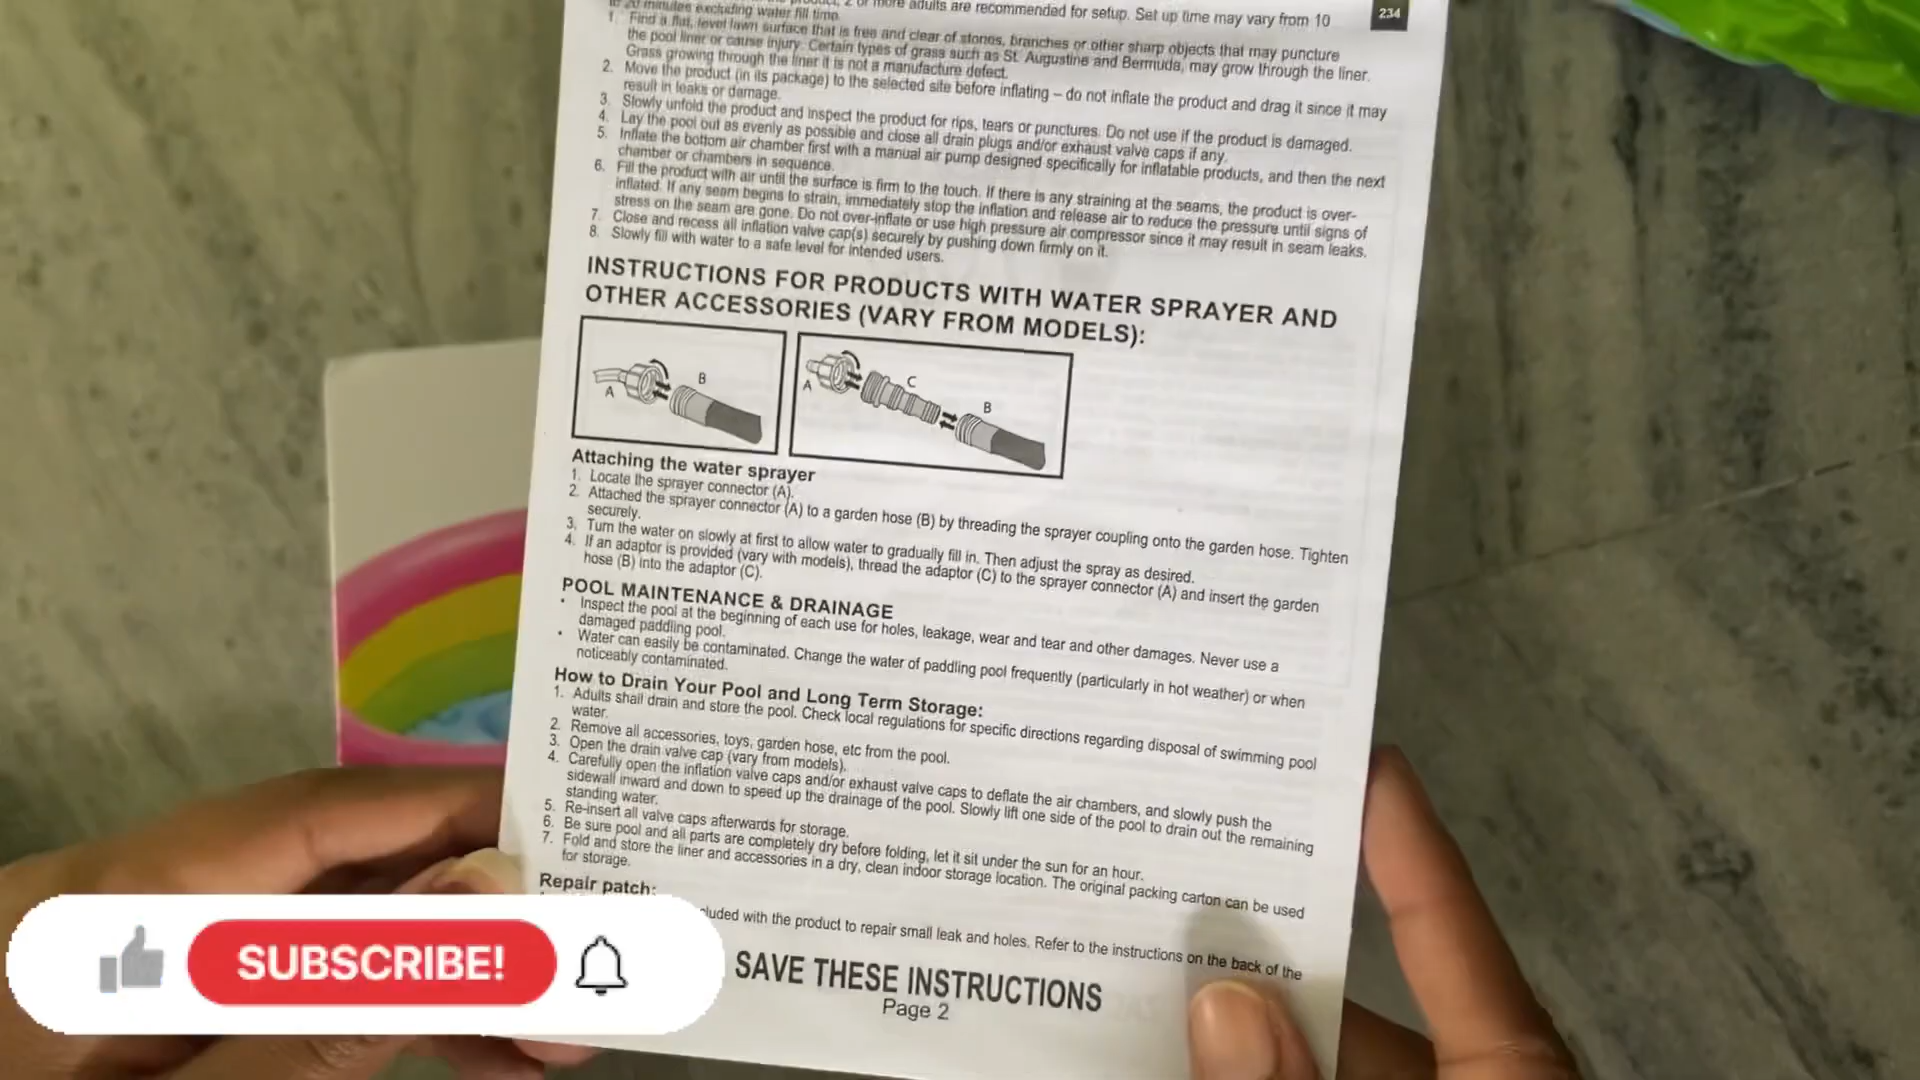 product, 2 or more adults are recommended for setup. Set up time may vary from 10
to 20 minutes excluding water fill time.
234
1. Find a flat, level lawn surface that is free and clear of stones, branches or other sharp objects that may puncture
the pool liner or cause injury. Certain types of grass such as St. Augustine and Bermuda, may grow through the liner.
Grass growing through the liner it is not a manufacture defect.
2. Move the product (in its package) to the selected site before inflating – do not inflate the product and drag it since it may
result in leaks or damage.
3. Slowly unfold the product and inspect the product for rips, tears or punctures. Do not use if the product is damaged.
4. Lay the pool out as evenly as possible and close all drain plugs and/or exhaust valve caps if any.
5. Inflate the bottom air chamber first with a manual air pump designed specifically for inflatable products, and then the next
chamber or chambers in sequence.
6. Fill the product with air until the surface is firm to the touch. If there is any straining at the seams, the product is over-
inflated. If any seam begins to strain, immediately stop the inflation and release air to reduce the pressure until signs of
stress on the seam are gone. Do not over-inflate or use high pressure air compressor since it may result in seam leaks.
7. Close and recess all inflation valve cap(s) securely by pushing down firmly on it.
8. Slowly fill with water to a safe level for intended users.
INSTRUCTIONS FOR PRODUCTS WITH WATER SPRAYER AND
OTHER ACCESSORIES (VARY FROM MODELS):
A B
A C B
Attaching the water sprayer
1. Locate the sprayer connector (A).
2. Attached the sprayer connector (A) to a garden hose (B) by threading the sprayer coupling onto the garden hose. Tighten
securely.
3. Turn the water on slowly at first to allow water to gradually fill in. Then adjust the spray as desired.
4. If an adaptor is provided (vary with models), thread the adaptor (C) to the sprayer connector (A) and insert the garden
hose (B) into the adaptor (C).
POOL MAINTENANCE & DRAINAGE
• Inspect the pool at the beginning of each use for holes, leakage, wear and tear and other damages. Never use a
damaged paddling pool.
• Water can easily be contaminated. Change the water of paddling pool frequently (particularly in hot weather) or when
noticeably contaminated.
How to Drain Your Pool and Long Term Storage:
1. Adults shall drain and store the pool. Check local regulations for specific directions regarding disposal of swimming pool
water.
2. Remove all accessories, toys, garden hose, etc from the pool.
3. Open the drain valve cap (vary from models).
4. Carefully open the inflation valve caps and/or exhaust valve caps to deflate the air chambers, and slowly push the
sidewall inward and down to speed up the drainage of the pool. Slowly lift one side of the pool to drain out the remaining
standing water.
5. Re-insert all valve caps afterwards for storage.
6. Be sure pool and all parts are completely dry before folding, let it sit under the sun for an hour.
7. Fold and store the liner and accessories in a dry, clean indoor storage location. The original packing carton can be used
for storage.
Repair patch:
cluded with the product to repair small leak and holes. Refer to the instructions on the back of the
SAVE THESE INSTRUCTIONS
Page 2
SUBSCRIBE!